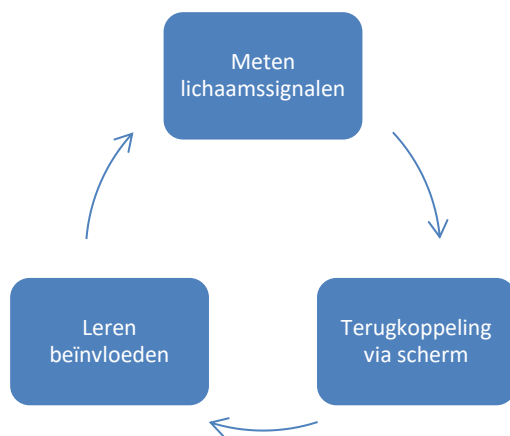 Meten
lichaamssignalen
Terugkoppeling
via scherm
Leren
beïnvloeden